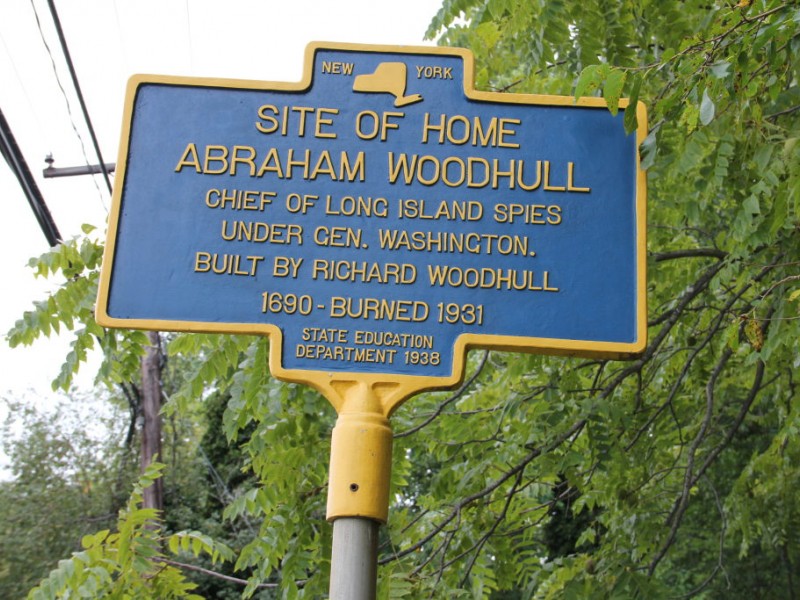 NEW YORK
SITE OF HOME
ABRAHAM WOODHULL
CHIEF OF LONG ISLAND SPIES
UNDER GEN. WASHINGTON.
BUILT BY RICHARD WOODHULL
1690-BURNED 1931
STATE EDUCATION
DEPARTMENT 1938